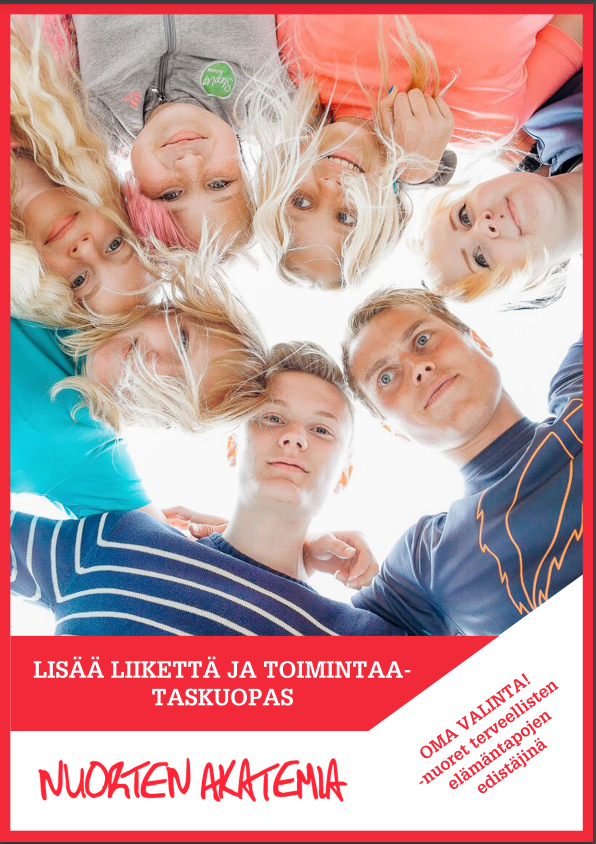 LISÄÄ LIIKETTÄ JA TOIMINTAA-
TASKUOPAS
OMA VALINTA!
-nuoret terveellisten
elämäntapojen
edistäjinä
NUORTEN AKATEMIA